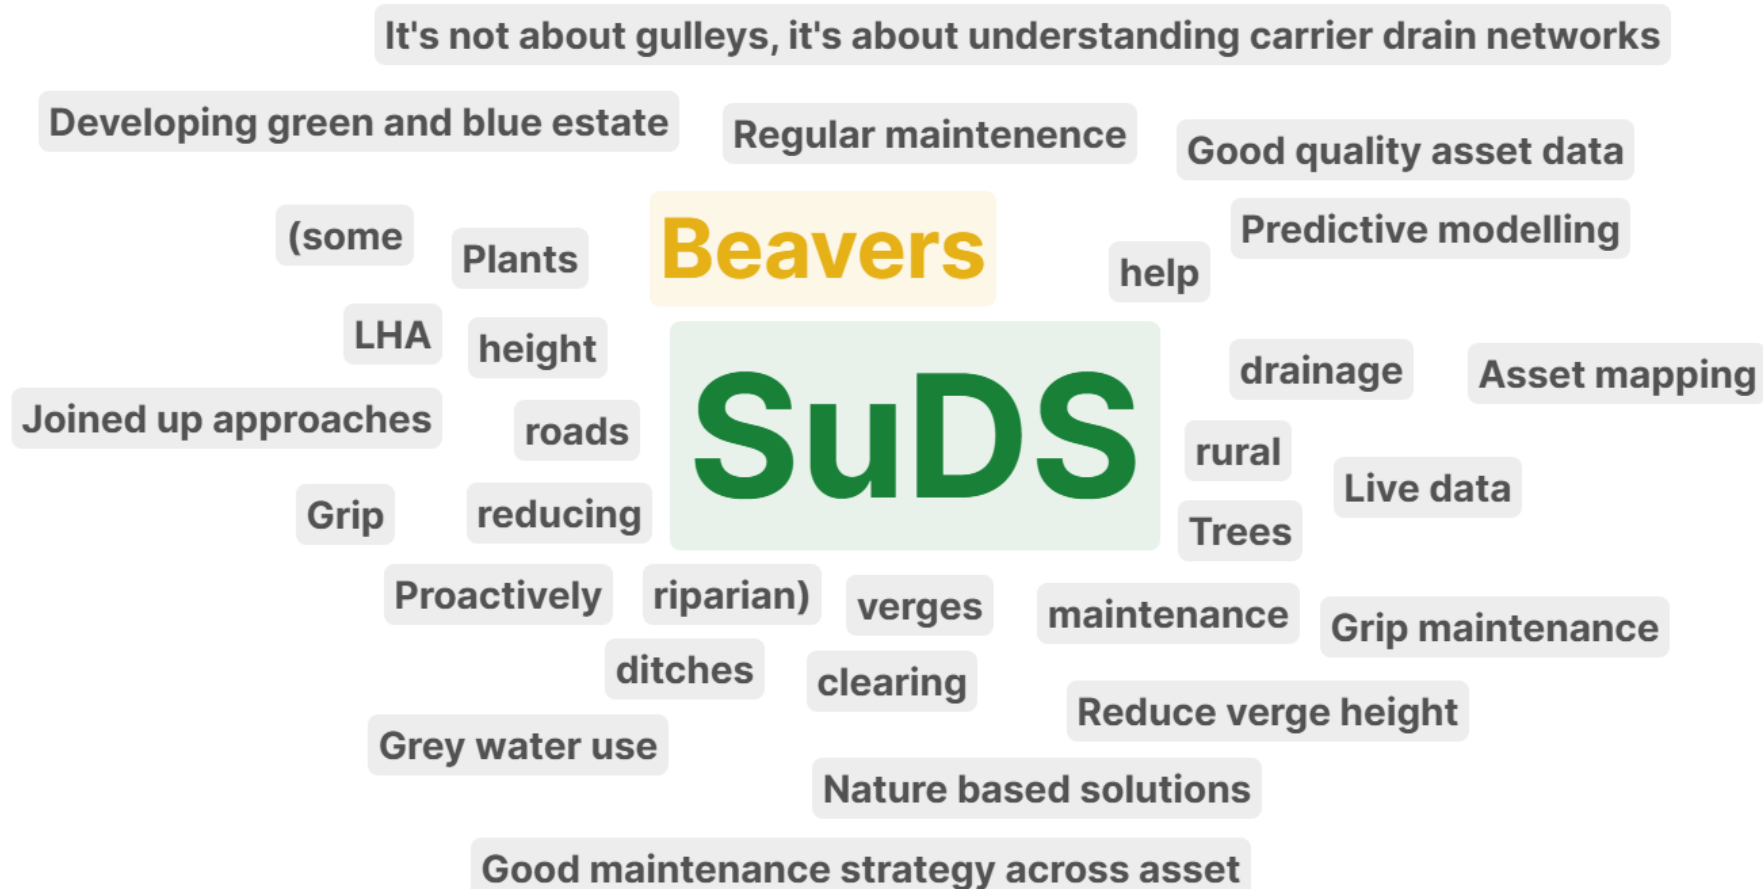 It's not about gulleys, it's about understanding carrier drain networks
Developing green and blue estate
Regular maintenence
Good quality asset data
(some
Plants
Beavers
help
Predictive modelling
LHA
height
SuDS
drainage
Asset mapping
Joined up approaches
roads
rural
Live data
Grip
reducing
Trees
Proactively
riparian)
verges
maintenance
Grip maintenance
ditches
clearing
Reduce verge height
Grey water use
Nature based solutions
Good maintenance strategy across asset